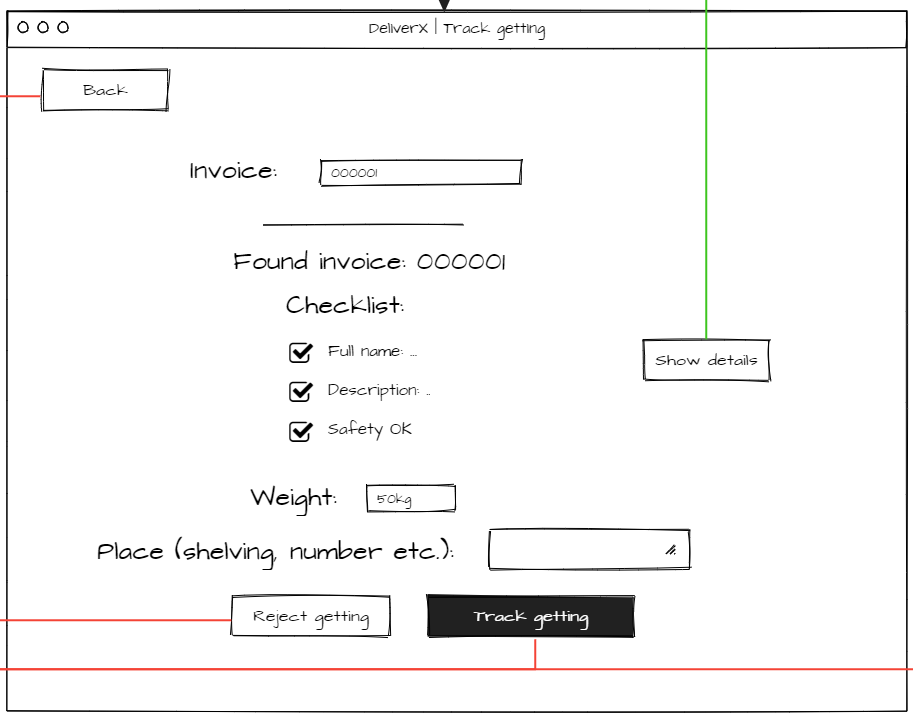 DeliverX | Track getting
Back
Invoice: 000001
Found invoice: 000001
Checklist:
Full name: ...
Description: ..
Show details
Safety OK
Weight: 50kg
Place (shelving, number etc.):
Reject getting
Track getting